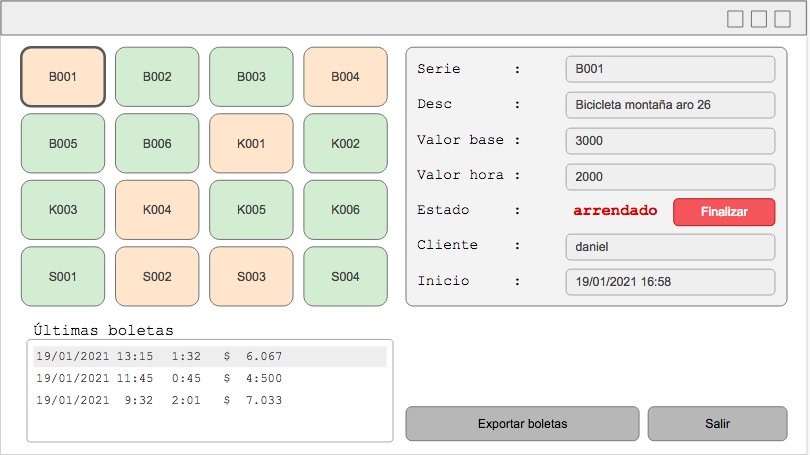 B001 B002 B003 B004
B005 B006 K001 K002
K003 K004 K005 K006
S001 S002 S003 S004
Serie : B001
Desc : Bicicleta montaña aro 26
Valor base : 3000
Valor hora : 2000
Estado : arrendado Finalizar
Cliente : daniel
Inicio : 19/01/2021 16:58
Últimas boletas
19/01/2021 13:15 1:32 $ 6.067
19/01/2021 11:45 0:45 $ 4:500
19/01/2021 9:32 2:01 $ 7.033
Exportar boletas
Salir